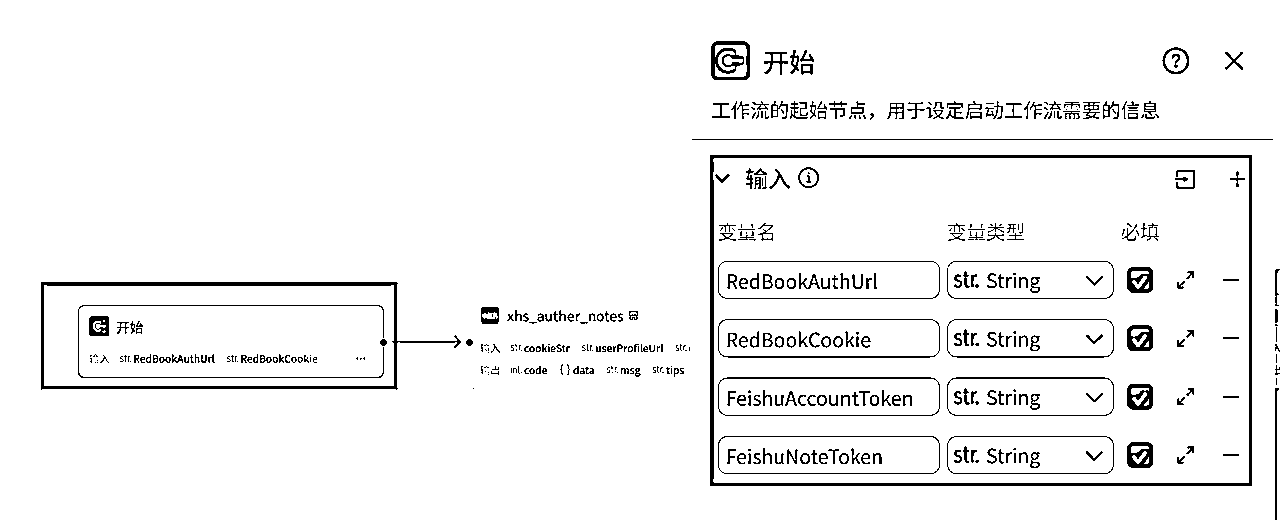 开始
输入 str.RedBookAuthUrl str.RedBookCookie ...
xhs_auther_notes
输入 str.cookieStr str.userProfileUrl str.
输出 int.code {}data str.msg str.tips
开始
工作流的起始节点，用于设定启动工作流需要的信息
输入
变量名 变量类型 必填
RedBookAuthUrl str. String
RedBookCookie str. String
FeishuAccountToken str. String
FeishuNoteToken str. String